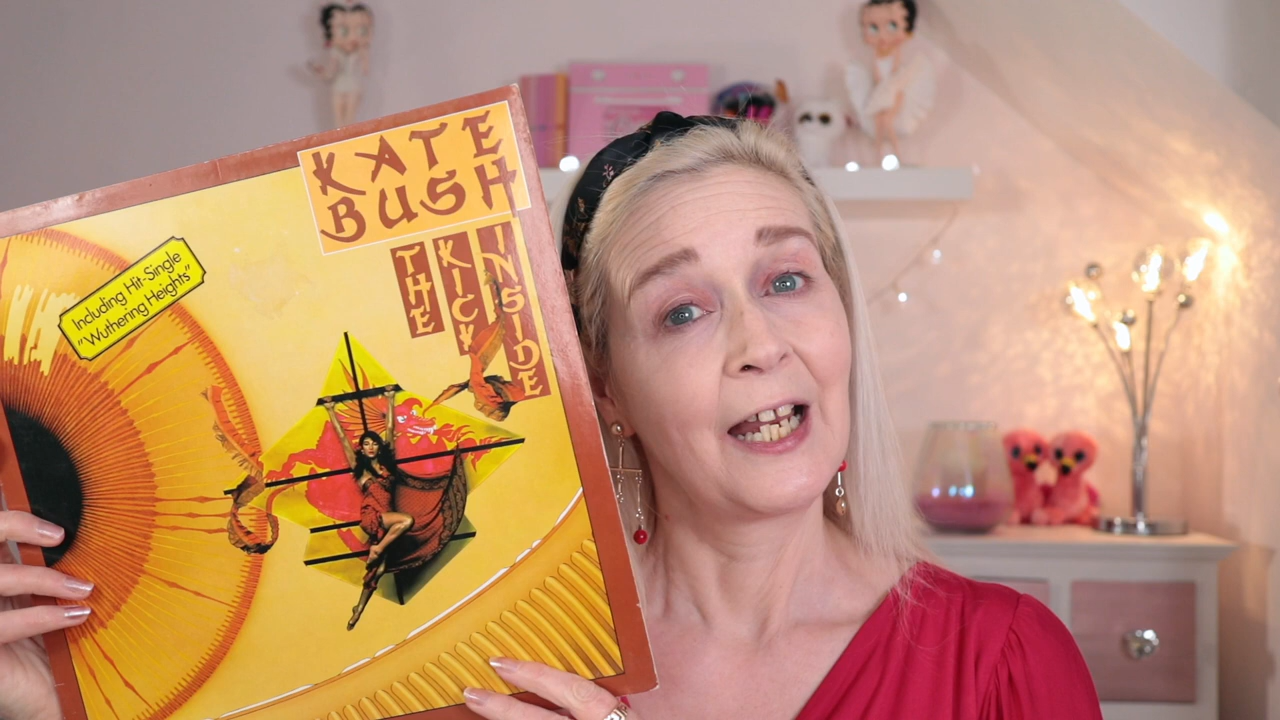 KATE
BUSH
THE
KICK
INSIDE
Including Hit-Single
"Wuthering Heights"